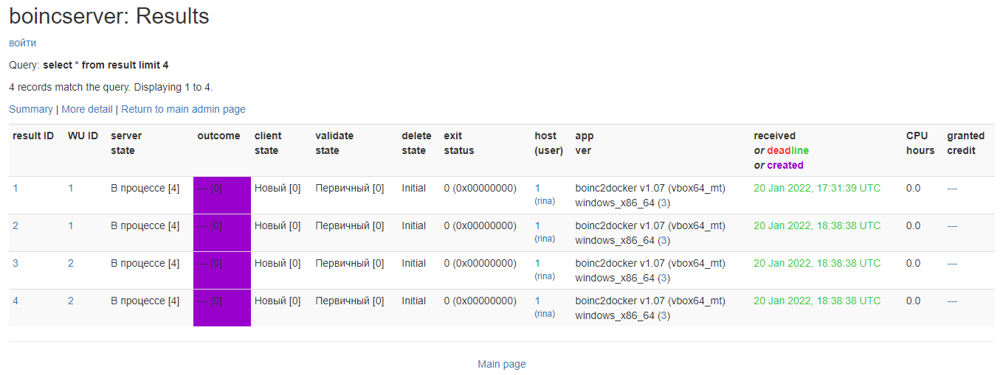 boincserver: Results
войти
Query: select * from result limit 4
4 records match the query. Displaying 1 to 4.
Summary | More detail | Return to main admin page
result ID WU ID server state outcome client state validate state delete state exit status host (user) app ver received or deadline or created CPU hours granted credit
1 1 В процессе [4] --- [0] Новый [0] Первичный [0] Initial 0 (0x00000000) 1 (rina) boinc2docker v1.07 (vbox64_mt) windows_x86_64 (3) 20 Jan 2022, 17:31:39 UTC 0.0 ---
2 1 В процессе [4] --- [0] Новый [0] Первичный [0] Initial 0 (0x00000000) 1 (rina) boinc2docker v1.07 (vbox64_mt) windows_x86_64 (3) 20 Jan 2022, 18:38:38 UTC 0.0 ---
3 2 В процессе [4] --- [0] Новый [0] Первичный [0] Initial 0 (0x00000000) 1 (rina) boinc2docker v1.07 (vbox64_mt) windows_x86_64 (3) 20 Jan 2022, 18:38:38 UTC 0.0 ---
4 2 В процессе [4] --- [0] Новый [0] Первичный [0] Initial 0 (0x00000000) 1 (rina) boinc2docker v1.07 (vbox64_mt) windows_x86_64 (3) 20 Jan 2022, 18:38:38 UTC 0.0 ---
Main page